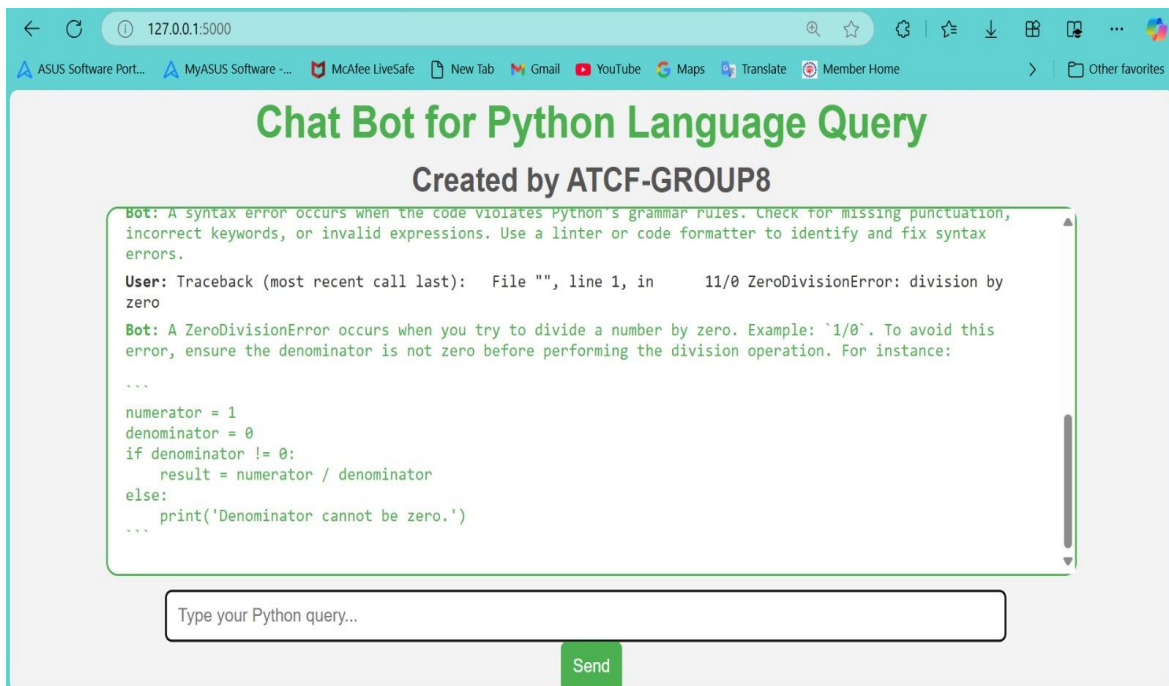 127.0.0.1:5000
ASUS Software Port... MyASUS Software -... McAfee LiveSafe New Tab Gmail YouTube Maps Translate Member Home Other favorites
Chat Bot for Python Language Query
Created by ATCF-GROUP8
Bot: A syntax error occurs when the code violates Python's grammar rules. Check for missing punctuation,
incorrect keywords, or invalid expressions. Use a linter or code formatter to identify and fix syntax
errors.
User: Traceback (most recent call last):   File "", line 1, in      11/0 ZeroDivisionError: division by
zero
Bot: A ZeroDivisionError occurs when you try to divide a number by zero. Example: `1/0`. To avoid this
error, ensure the denominator is not zero before performing the division operation. For instance:
```
numerator = 1
denominator = 0
if denominator != 0:
    result = numerator / denominator
else:
    print('Denominator cannot be zero.')
```
Type your Python query...
Send